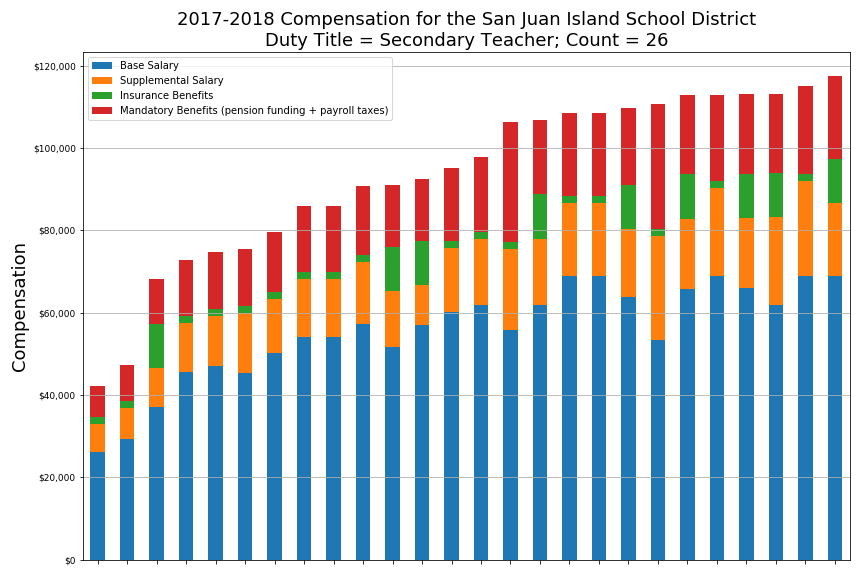 2017-2018 Compensation for the San Juan Island School District
Duty Title = Secondary Teacher; Count = 26
Base Salary
Supplemental Salary
Insurance Benefits
Mandatory Benefits (pension funding + payroll taxes)
Compensation
$120,000
$100,000
$80,000
$60,000
$40,000
$20,000
$0